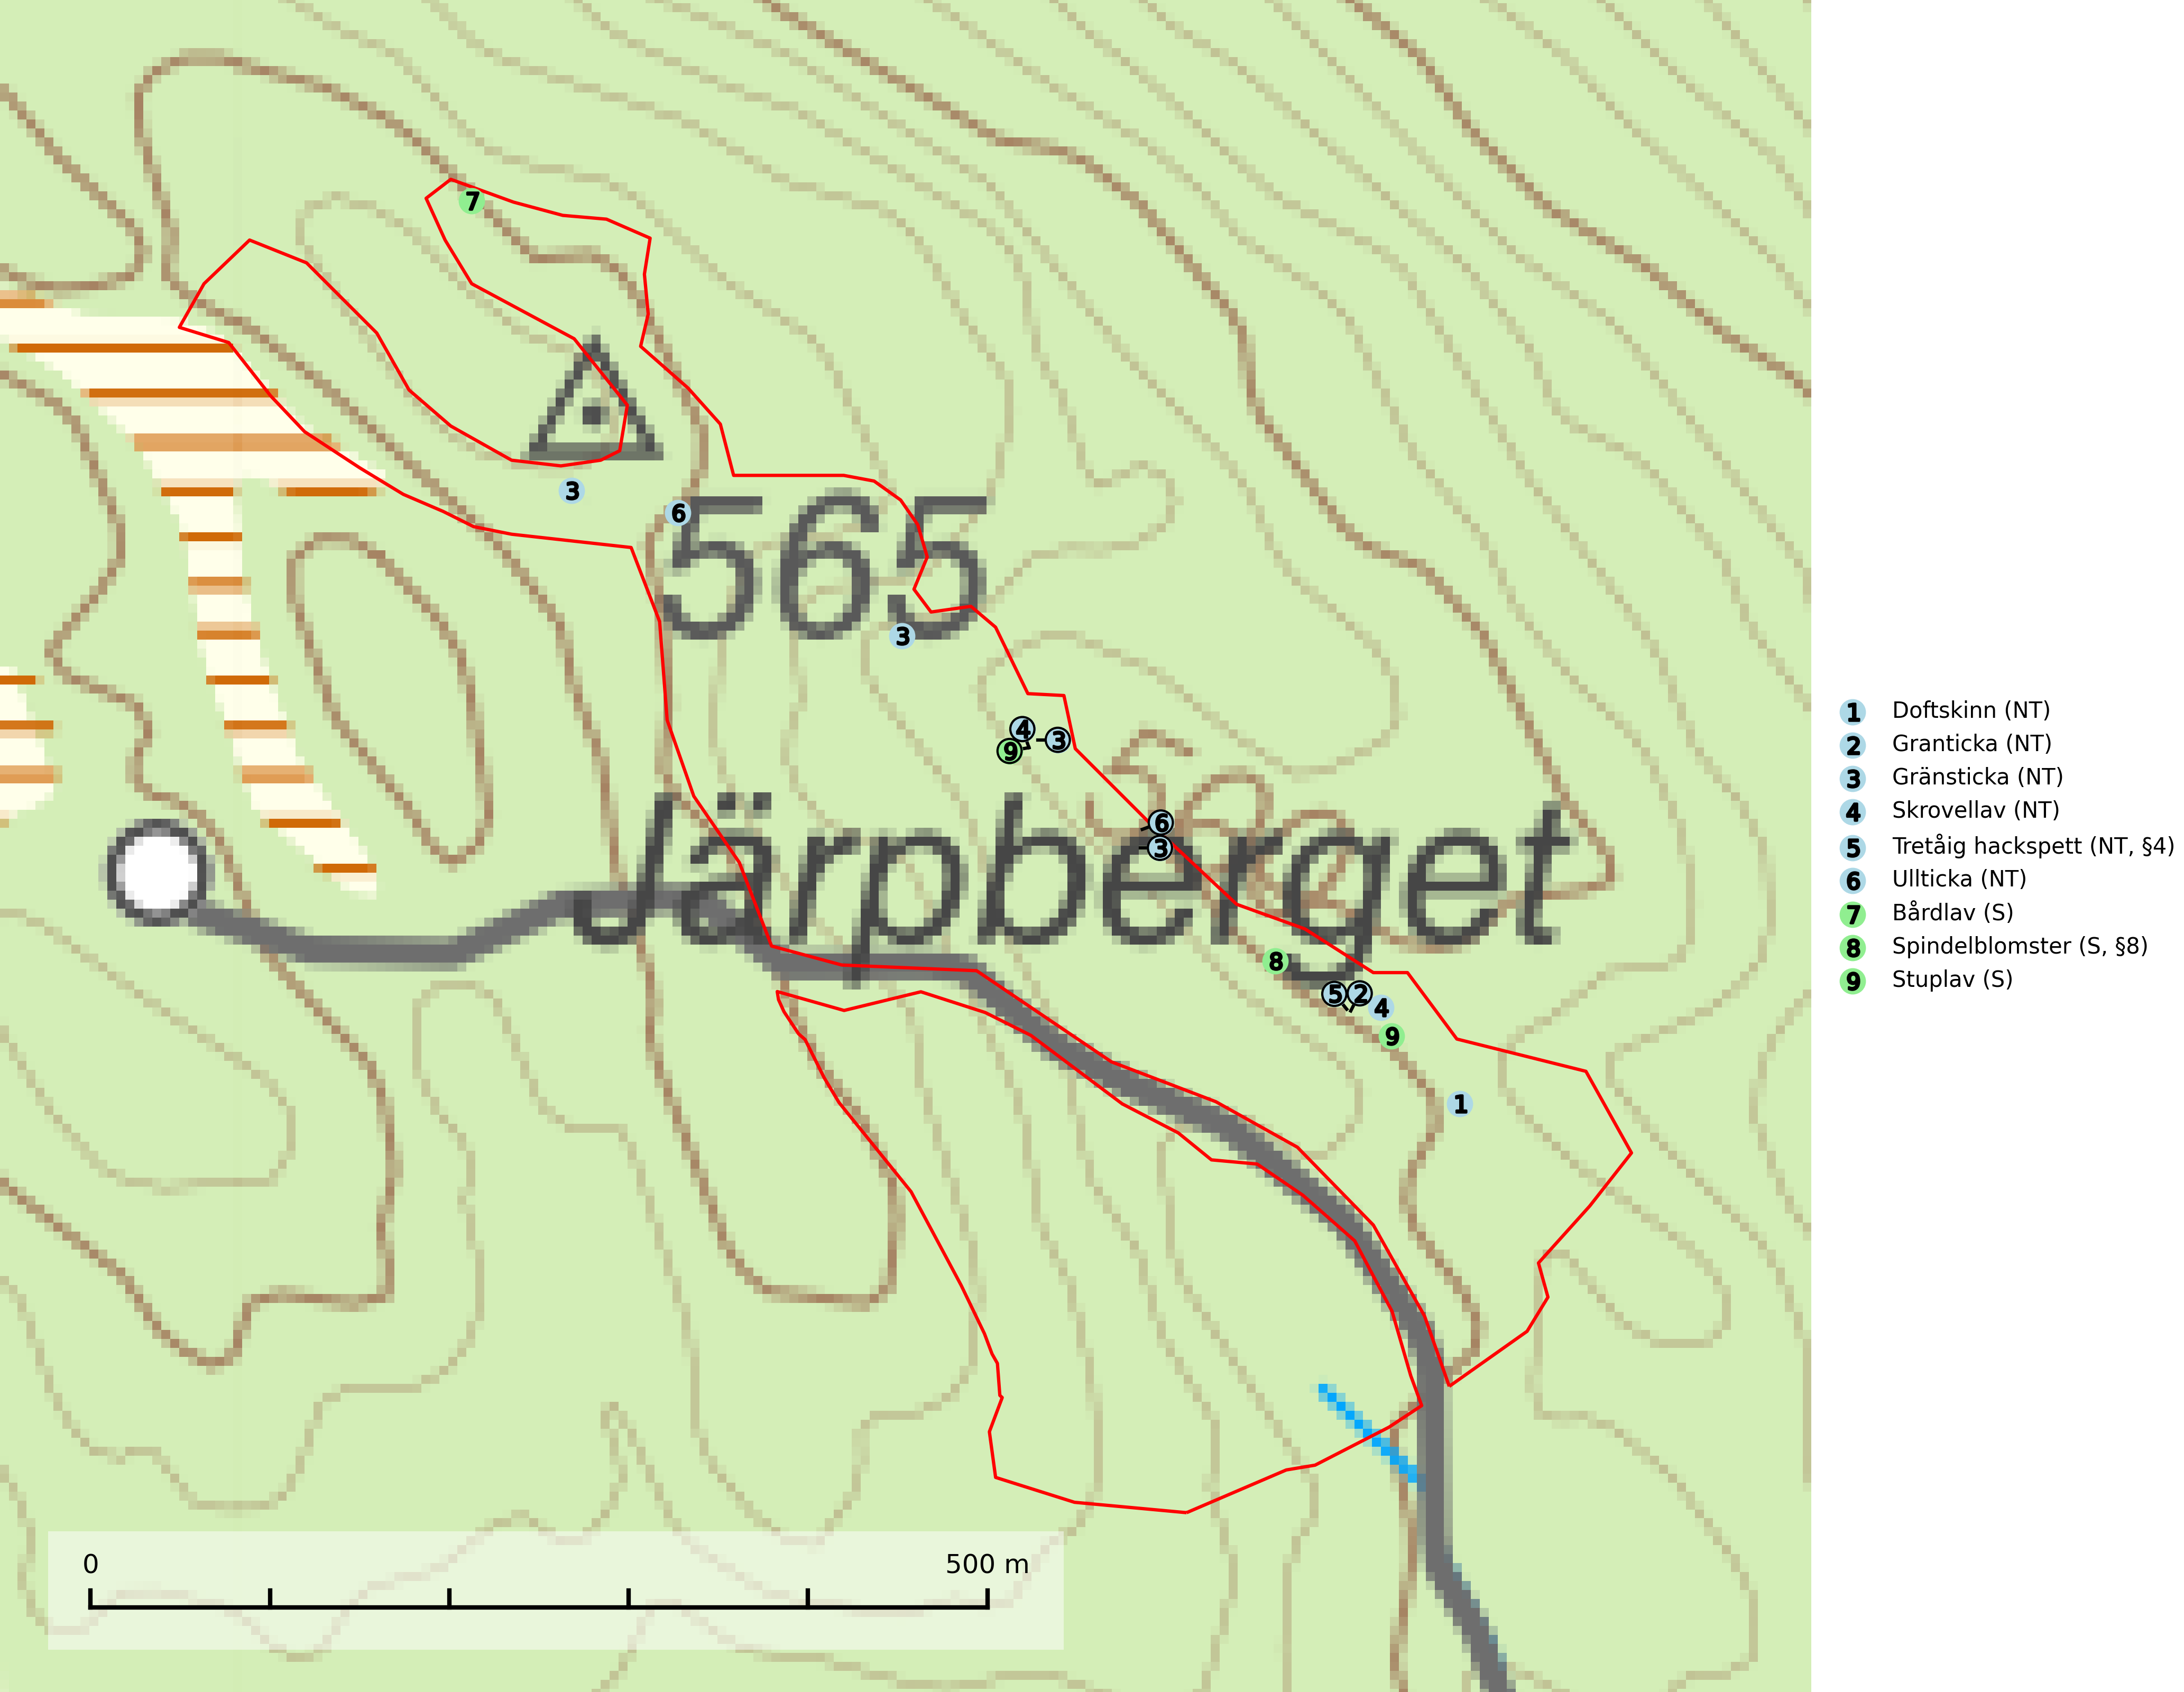 7
3
6
565
3
4
3
9
50
6
3
Järpberget
8
5
2
4
9
1
0
500 m
1 Doftskinn (NT)
2 Granticka (NT)
3 Gränsticka (NT)
4 Skrovellav (NT)
5 Tretåig hackspett (NT, §4)
6 Ullticka (NT)
7 Bårdlav (S)
8 Spindelblomster (S, §8)
9 Stuplav (S)